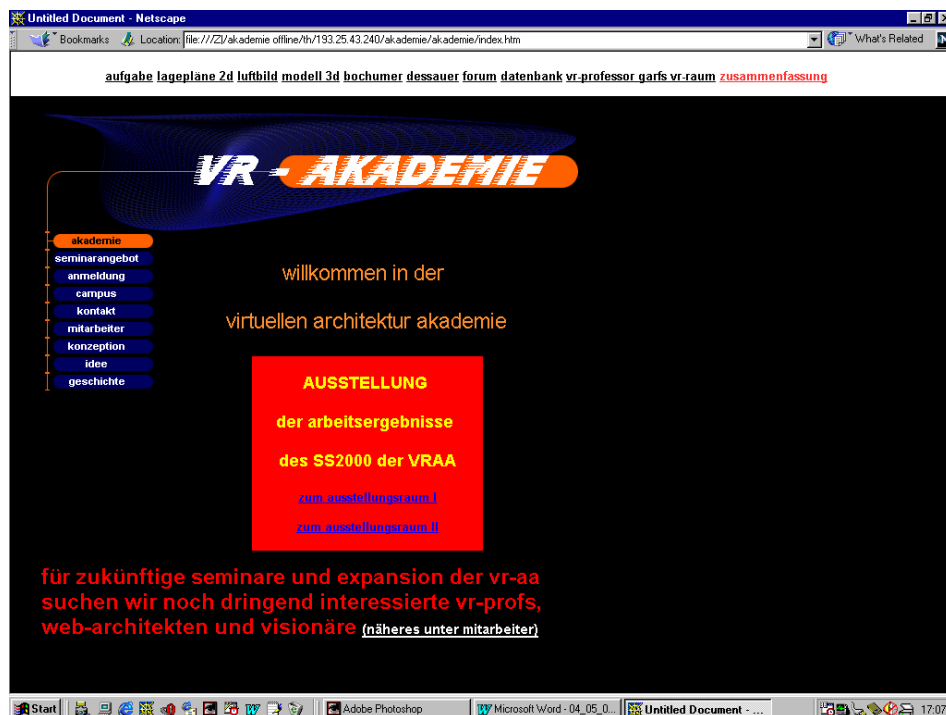 Untitled Document - Netscape
Bookmarks Location: file:///Z|/akademie offline/th/193.25.43.240/akademie/akademie/index.htm What's Related N
aufgabe lagepläne 2d luftbild modell 3d bochumer dessauer forum datenbank vr-professor garfs vr-raum zusammenfassung
VR - AKADEMIE
akademie
seminarangebot
anmeldung
campus
kontakt
mitarbeiter
konzeption
idee
geschichte
willkommen in der
virtuellen architektur akademie
AUSSTELLUNG
der arbeitsergebnisse
des SS2000 der VRAA
zum ausstellungsraum I
zum ausstellungsraum II
für zukünftige seminare und expansion der vr-aa
suchen wir noch dringend interessierte vr-profs,
web-architekten und visionäre (näheres unter mitarbeiter)
Start Adobe Photoshop Microsoft Word - 04_05_0... Untitled Document - ... 17:07